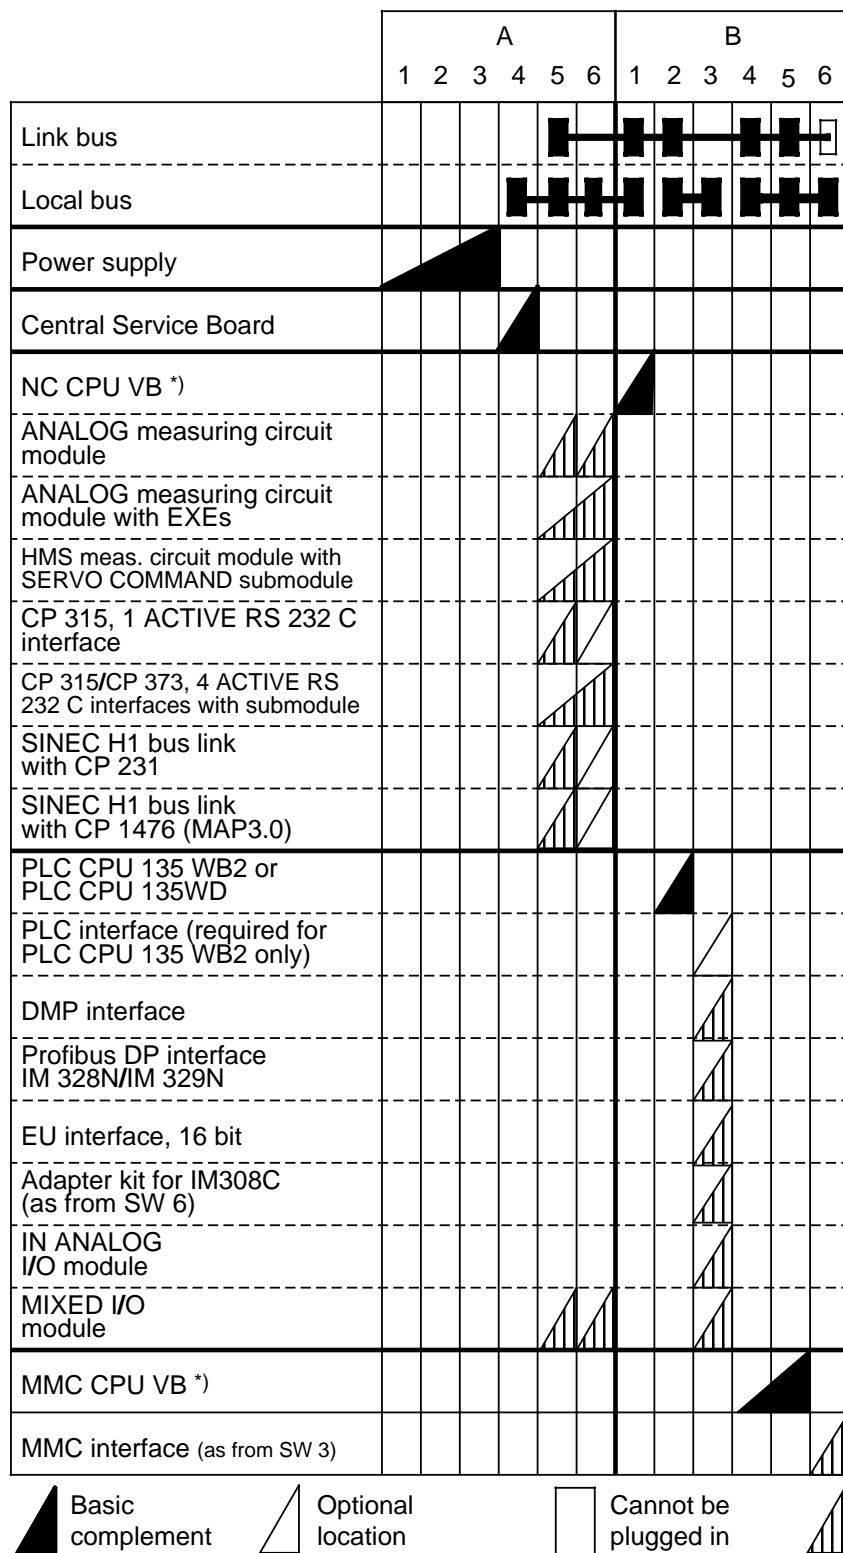 A B
1 2 3 4 5 6 1 2 3 4 5 6
Link bus
Local bus
Power supply
Central Service Board
NC CPU VB *)
ANALOG measuring circuit
module
ANALOG measuring circuit
module with EXEs
HMS meas. circuit module with
SERVO COMMAND submodule
CP 315, 1 ACTIVE RS 232 C
interface
CP 315/CP 373, 4 ACTIVE RS
232 C interfaces with submodule
SINEC H1 bus link
with CP 231
SINEC H1 bus link
with CP 1476 (MAP3.0)
PLC CPU 135 WB2 or
PLC CPU 135WD
PLC interface (required for
PLC CPU 135 WB2 only)
DMP interface
Profibus DP interface
IM 328N/IM 329N
EU interface, 16 bit
Adapter kit for IM308C
(as from SW 6)
IN ANALOG
I/O module
MIXED I/O
module
MMC CPU VB *)
MMC interface (as from SW 3)
Basic
complement
Optional
location
Cannot be
plugged in